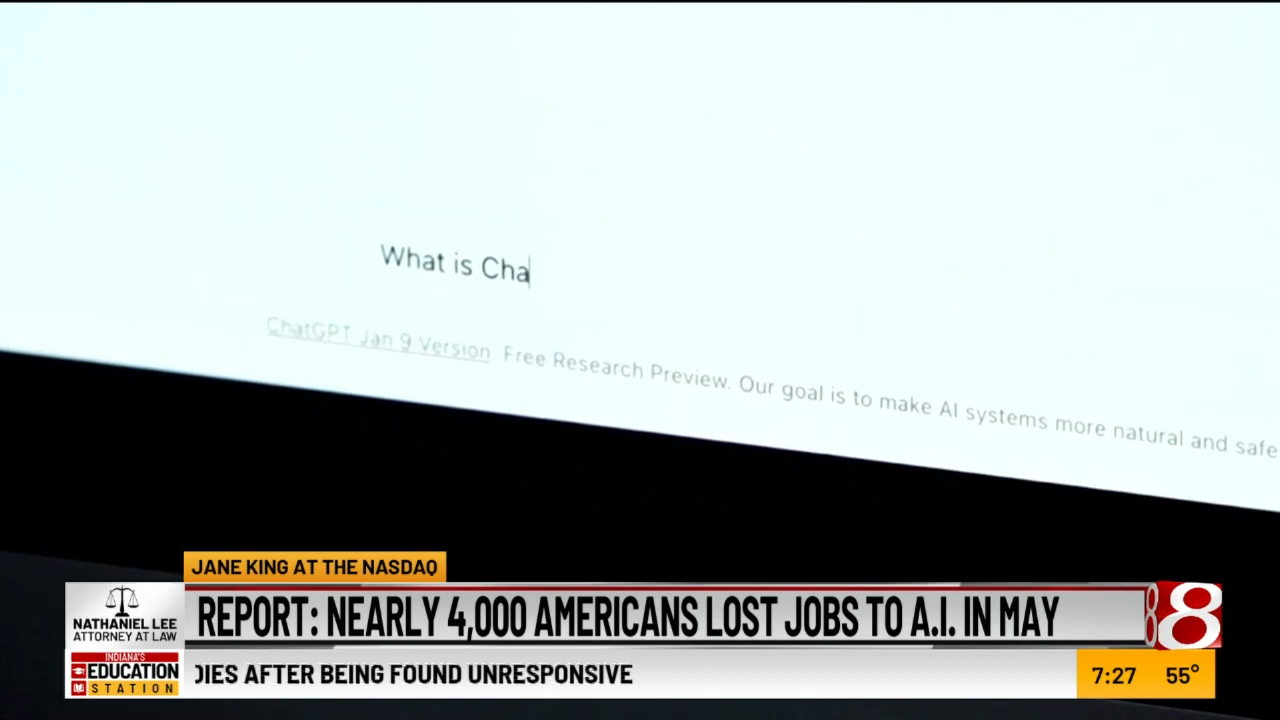 What is Cha
ChatGPT Jan 9 Version. Free Research Preview. Our goal is to make AI systems more natural and safe
JANE KING AT THE NASDAQ
NATHANIEL LEE
ATTORNEY AT LAW
REPORT: NEARLY 4,000 AMERICANS LOST JOBS TO A.I. IN MAY
8
INDIANA'S
EDUCATION
STATION
DIES AFTER BEING FOUND UNRESPONSIVE
7:27 55°